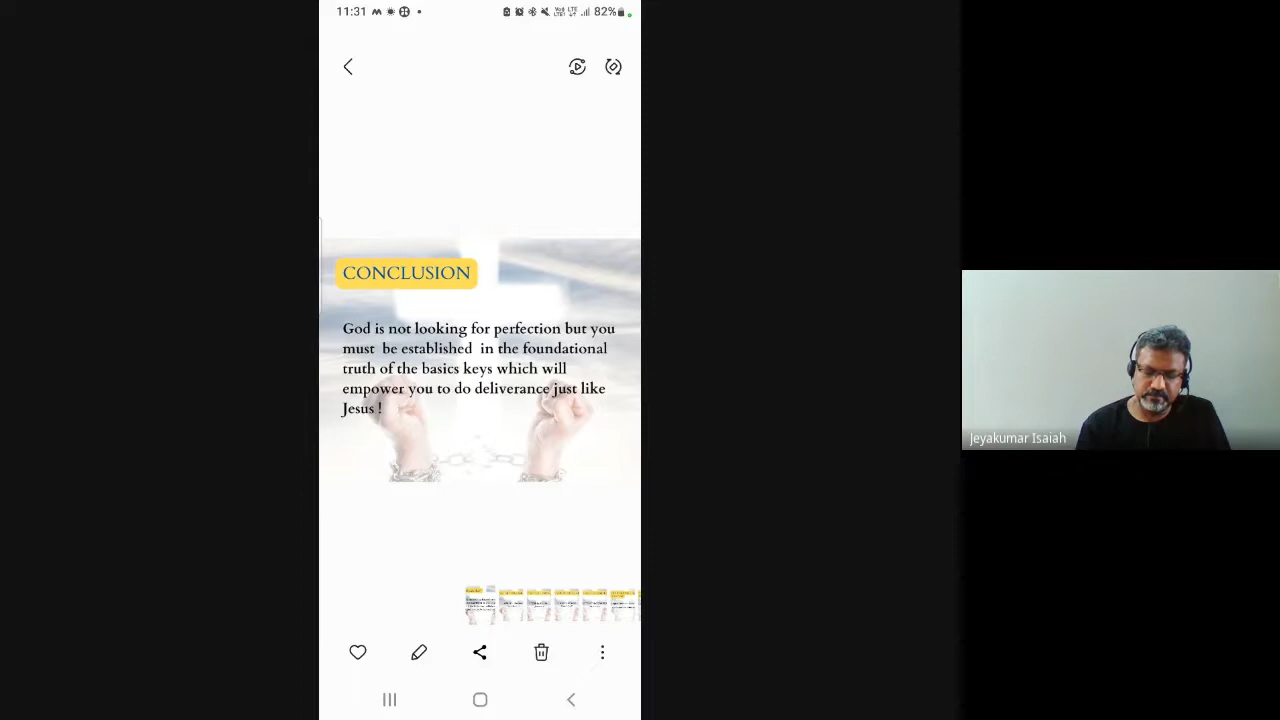 11:31
82%
CONCLUSION
God is not looking for perfection but you
must be established in the foundational
truth of the basics keys which will
empower you to do deliverance just like
Jesus !
Jeyakumar Isaiah